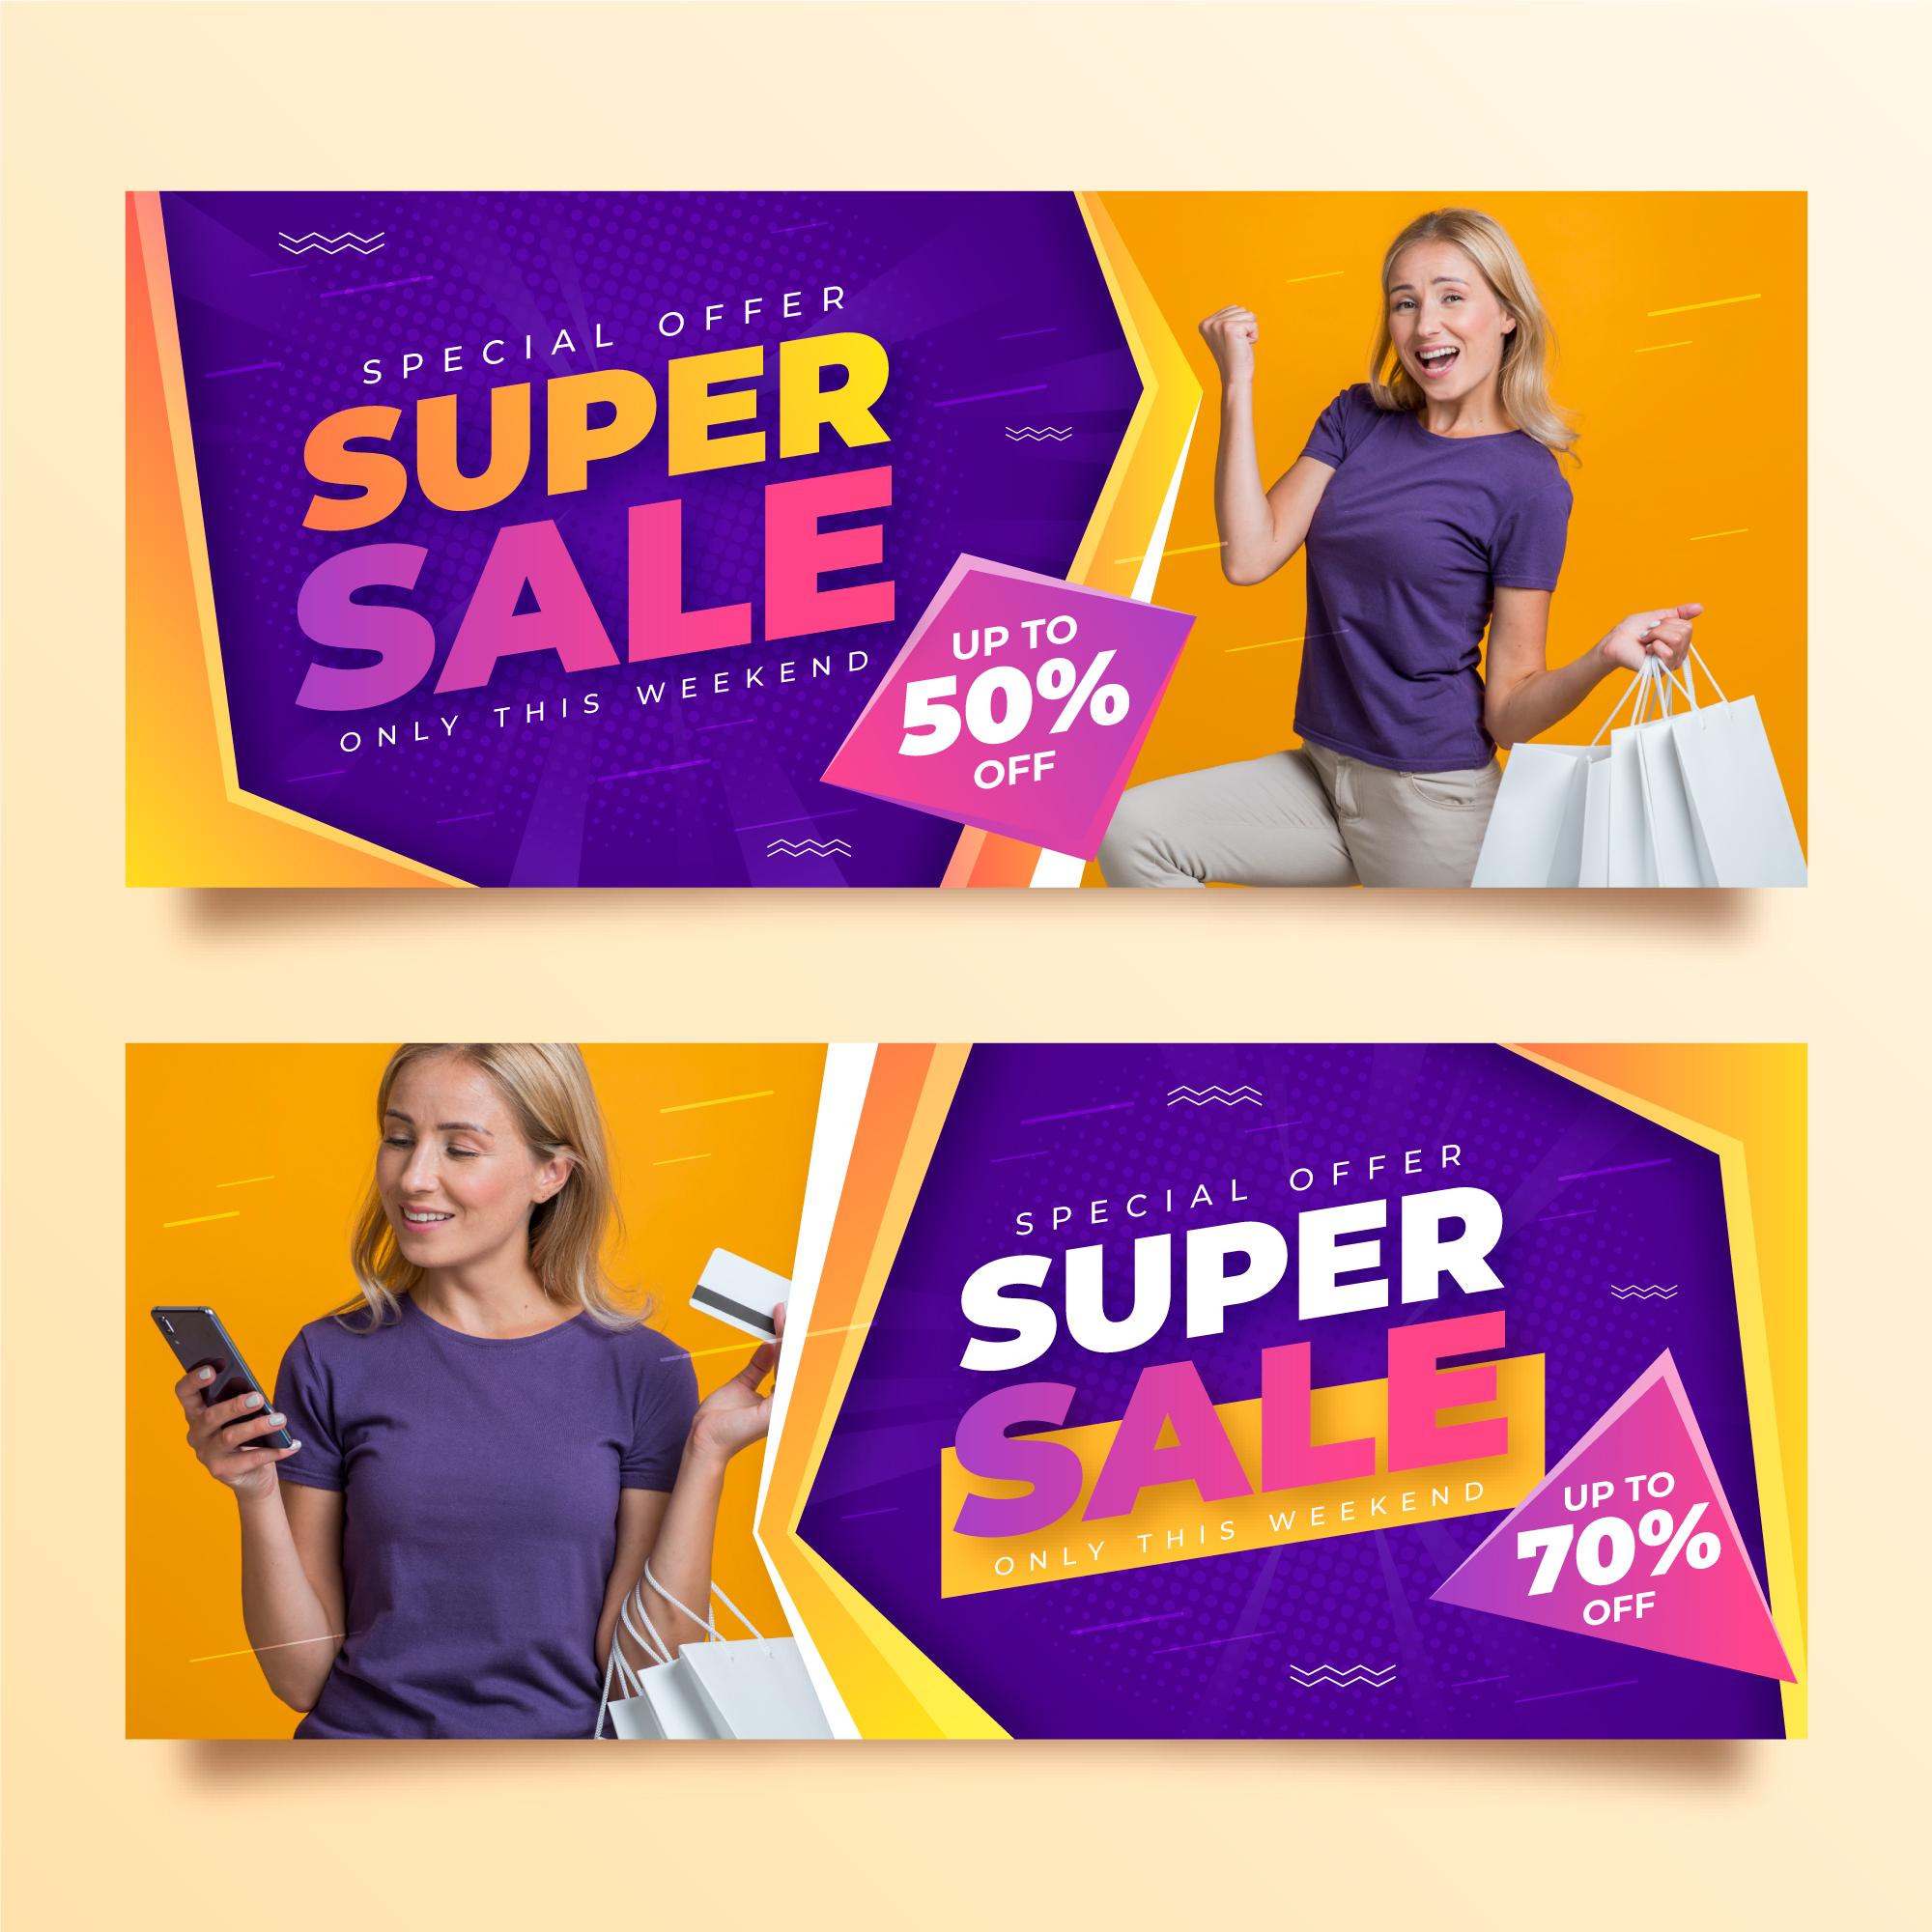 SPECIAL OFFER
SUPER
SALE
ONLY THIS WEEKEND
UP TO
50%
OFF
SPECIAL OFFER
SUPER
SALE
ONLY THIS WEEKEND
UP TO
70%
OFF